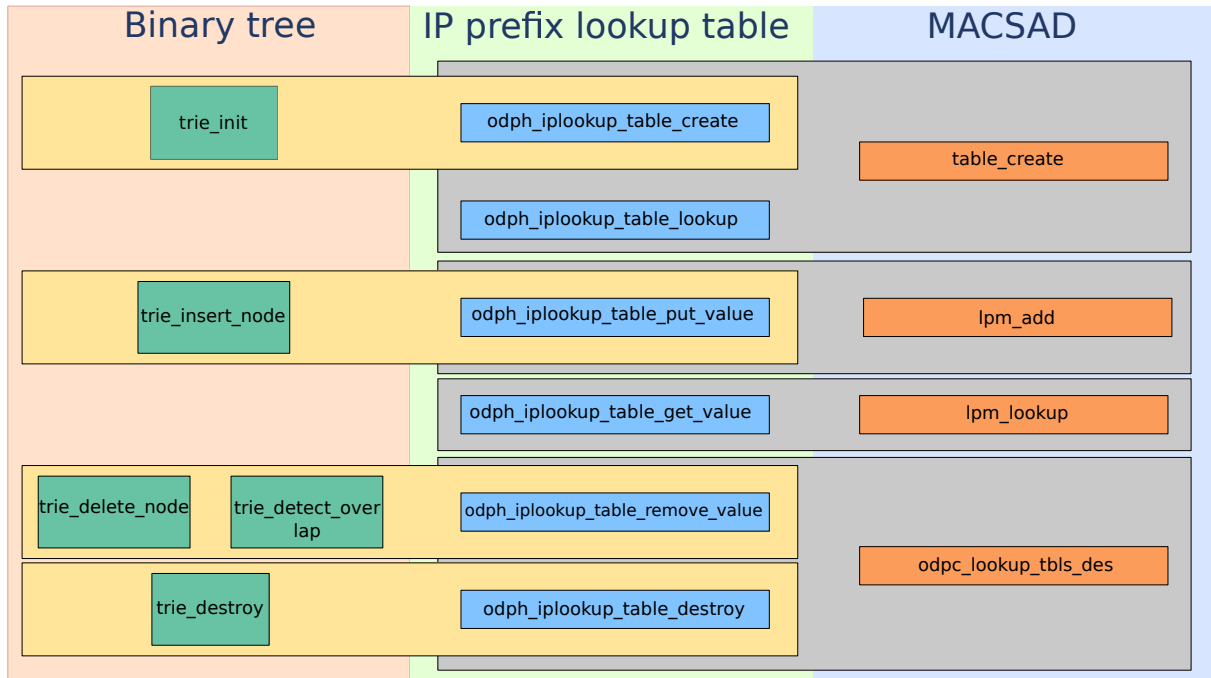 Binary tree
IP prefix lookup table
MACSAD
trie_init
odph_iplookup_table_create
table_create
odph_iplookup_table_lookup
trie_insert_node
odph_iplookup_table_put_value
lpm_add
odph_iplookup_table_get_value
lpm_lookup
trie_delete_node
trie_detect_over
lap
odph_iplookup_table_remove_value
odpc_lookup_tbls_des
trie_destroy
odph_iplookup_table_destroy